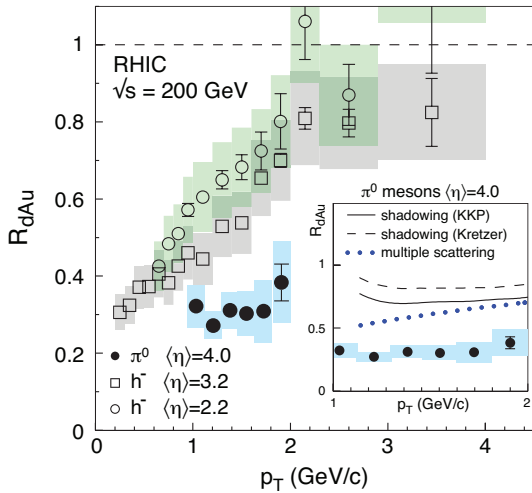 RHIC
√s = 200 GeV
R_dAu
1
0.8
0.6
0.4
0.2
0
0 1 2 3 4
p_T (GeV/c)
π⁰ ⟨η⟩=4.0
h⁻ ⟨η⟩=3.2
h⁻ ⟨η⟩=2.2
π⁰ mesons ⟨η⟩=4.0
R_dAu
shadowing (KKP)
shadowing (Kretzer)
multiple scattering
1
0.5
0
1 2
p_T (GeV/c)